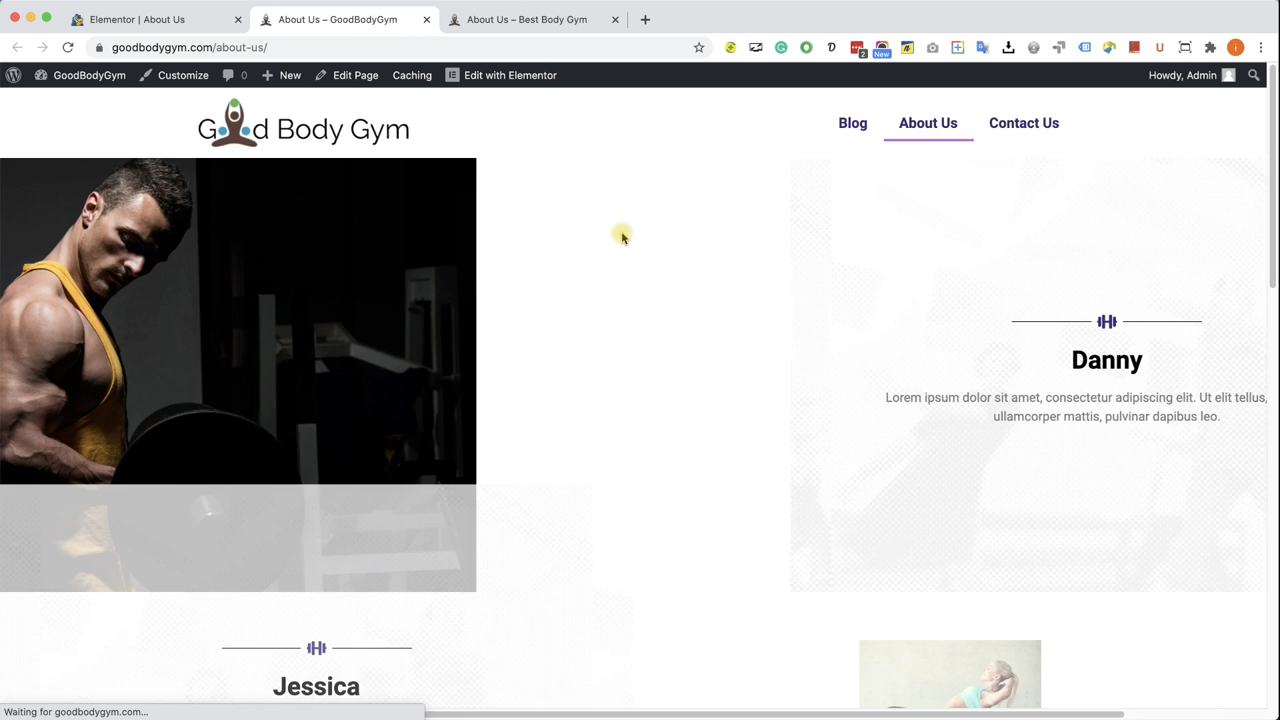 Elementor | About Us
About Us – GoodBodyGym
About Us – Best Body Gym
goodbodygym.com/about-us/
2
New
GoodBodyGym
Customize
0
New
Edit Page
Caching
Edit with Elementor
Howdy, Admin
Good Body Gym
Blog
About Us
Contact Us
Danny
Lorem ipsum dolor sit amet, consectetur adipiscing elit. Ut elit tellus,
ullamcorper mattis, pulvinar dapibus leo.
Jessica
Waiting for goodbodygym.com...